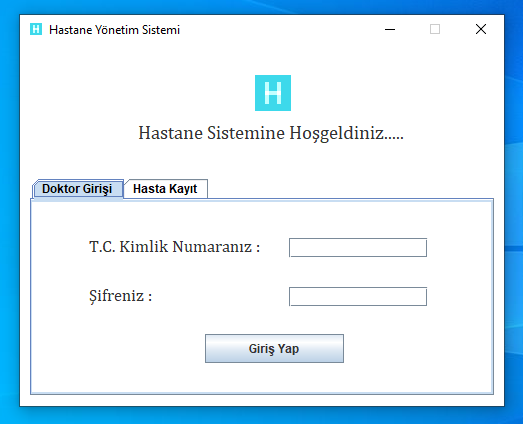 Hastane Yönetim Sistemi
H
Hastane Sistemine Hoşgeldiniz.....
Doktor Girişi Hasta Kayıt
T.C. Kimlik Numaranız :
Şifreniz :
Giriş Yap